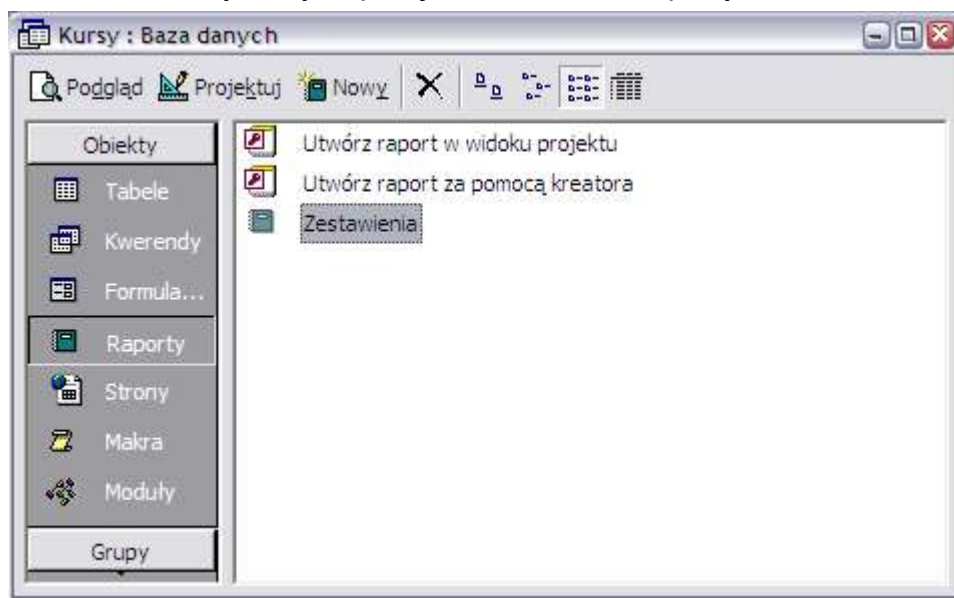 Kursy : Baza danych
Podgląd Projektuj Nowy
Obiekty
Tabele
Kwerendy
Formula...
Raporty
Strony
Makra
Moduły
Grupy
Utwórz raport w widoku projektu
Utwórz raport za pomocą kreatora
Zestawienia